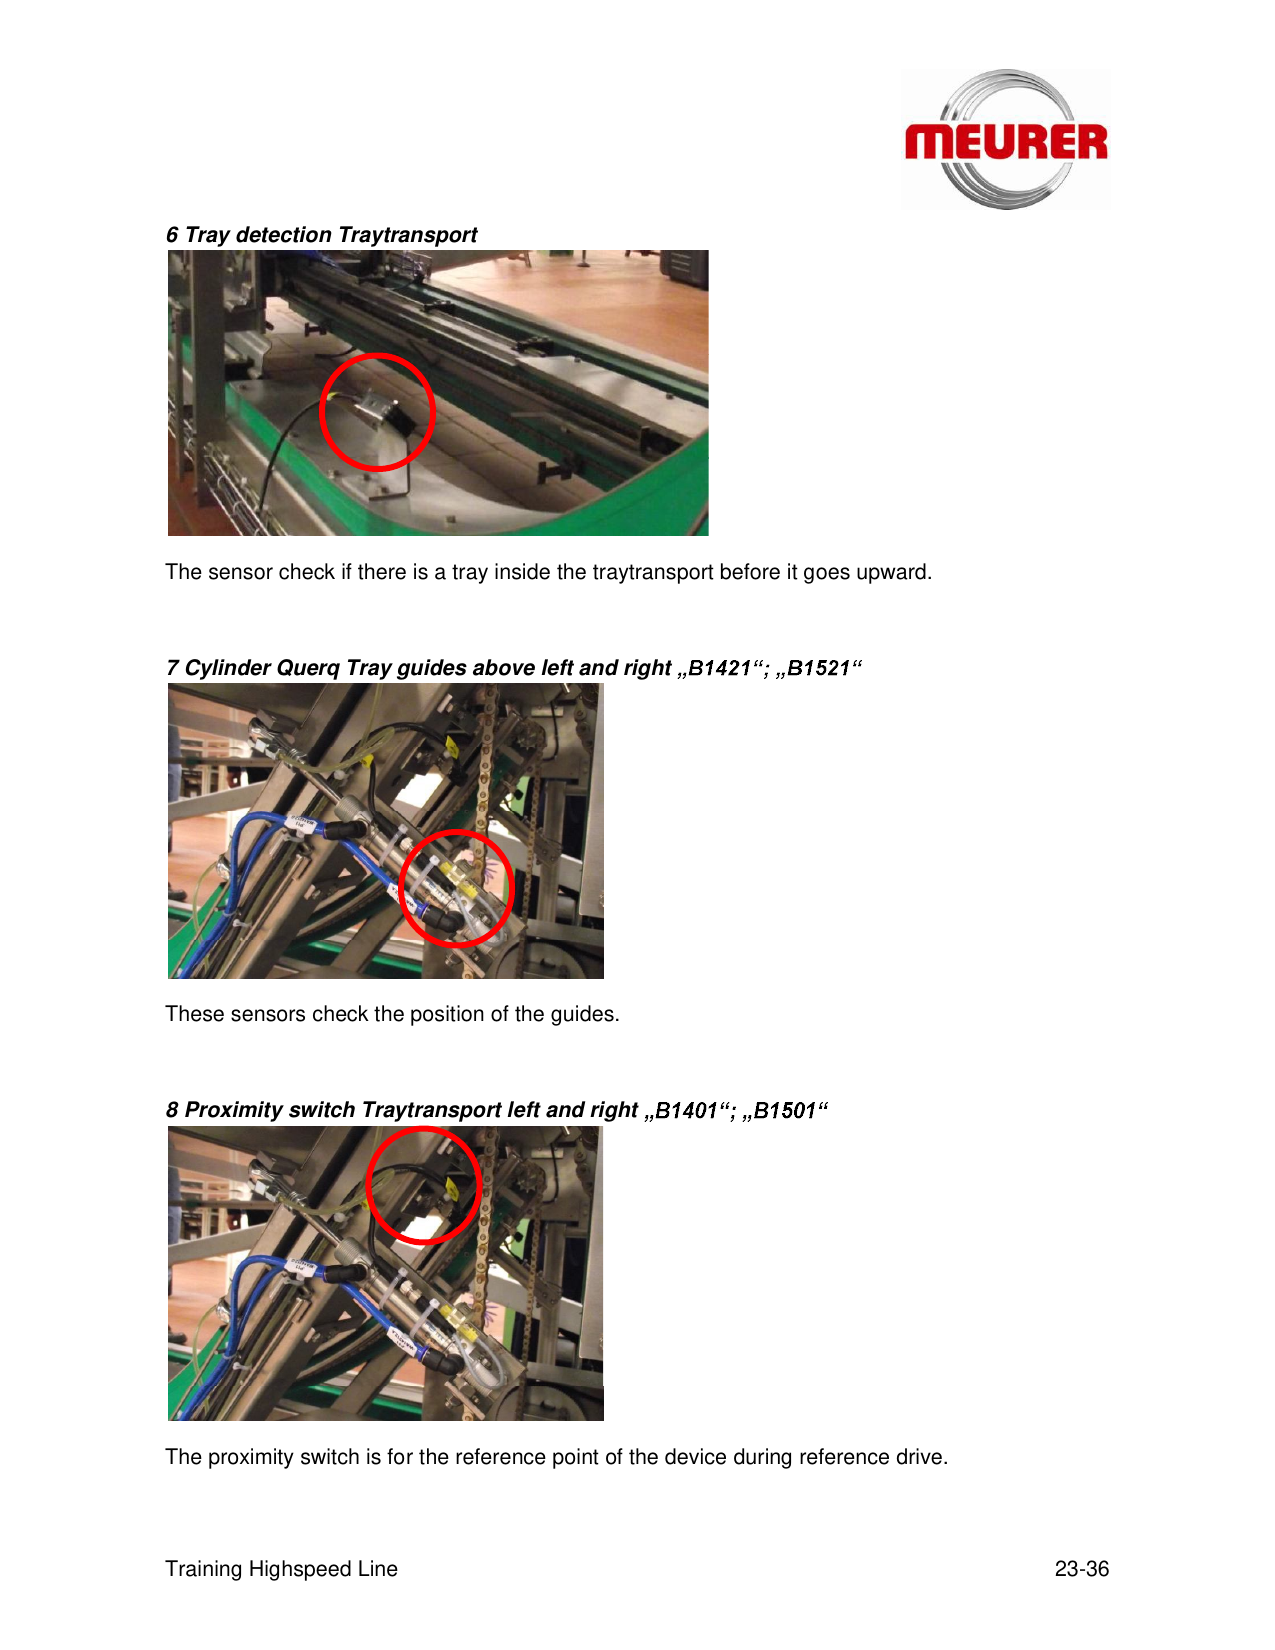 MEURER
6 Tray detection Traytransport
The sensor check if there is a tray inside the traytransport before it goes upward.
7 Cylinder Querq Tray guides above left and right „B1421“; „B1521“
These sensors check the position of the guides.
8 Proximity switch Traytransport left and right „B1401“; „B1501“
The proximity switch is for the reference point of the device during reference drive.
Training Highspeed Line 23-36